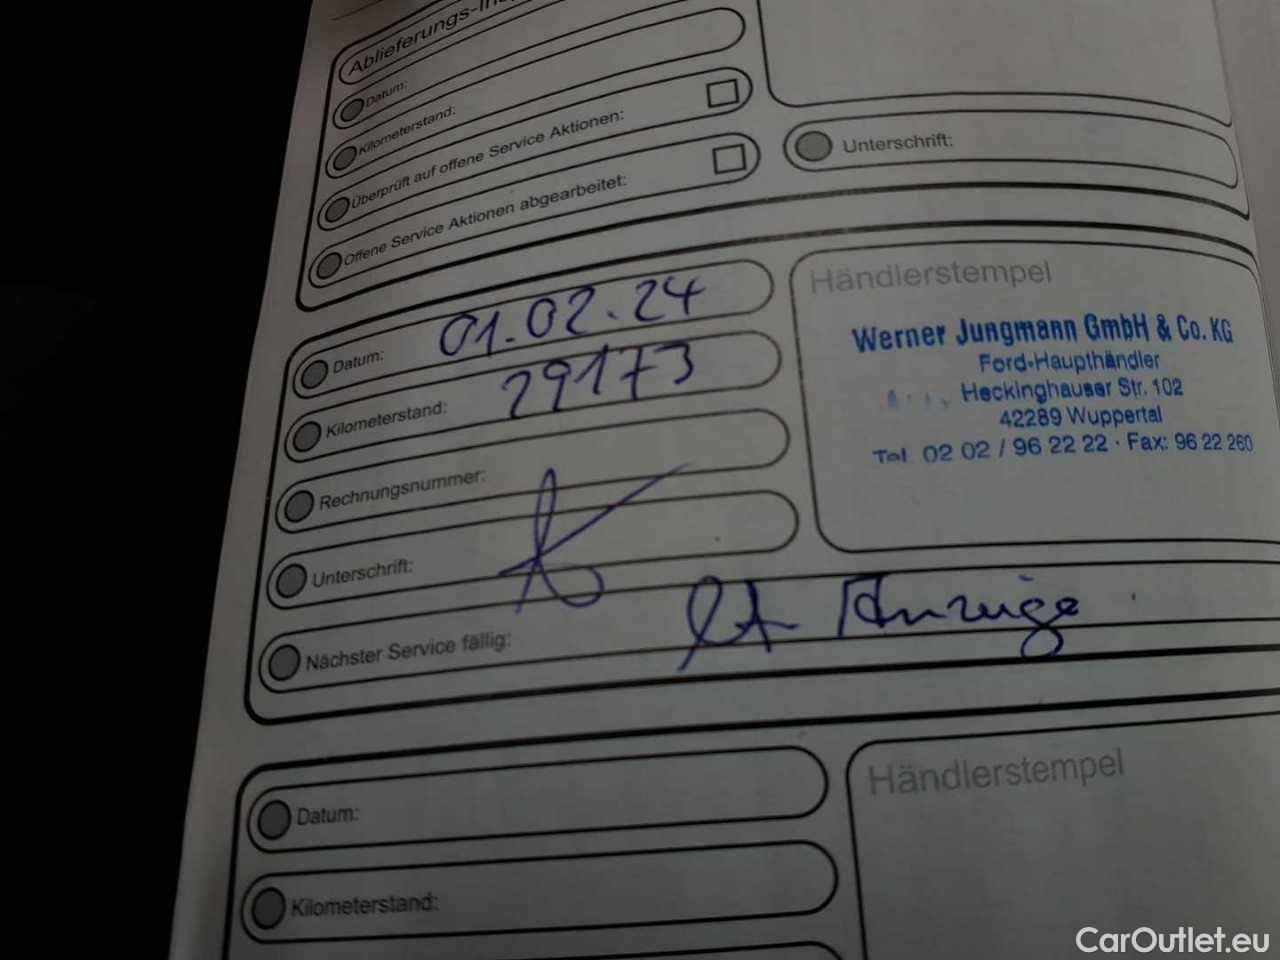 Ablieferungs-
Datum:
Kilometerstand:
Überprüft auf offene Service Aktionen:
Offene Service Aktionen abgearbeitet:
Unterschrift:
Datum: 01.02.24
Kilometerstand: 29173
Rechnungsnummer:
Unterschrift:
Nächster Service fällig: lt. Anzeige
Händlerstempel
Werner Jungmann GmbH & Co. KG
Ford-Haupthändler
Heckinghauser Str. 102
42289 Wuppertal
Tel. 02 02 / 96 22 22 · Fax: 96 22 260
Datum:
Kilometerstand:
Händlerstempel
CarOutlet.eu